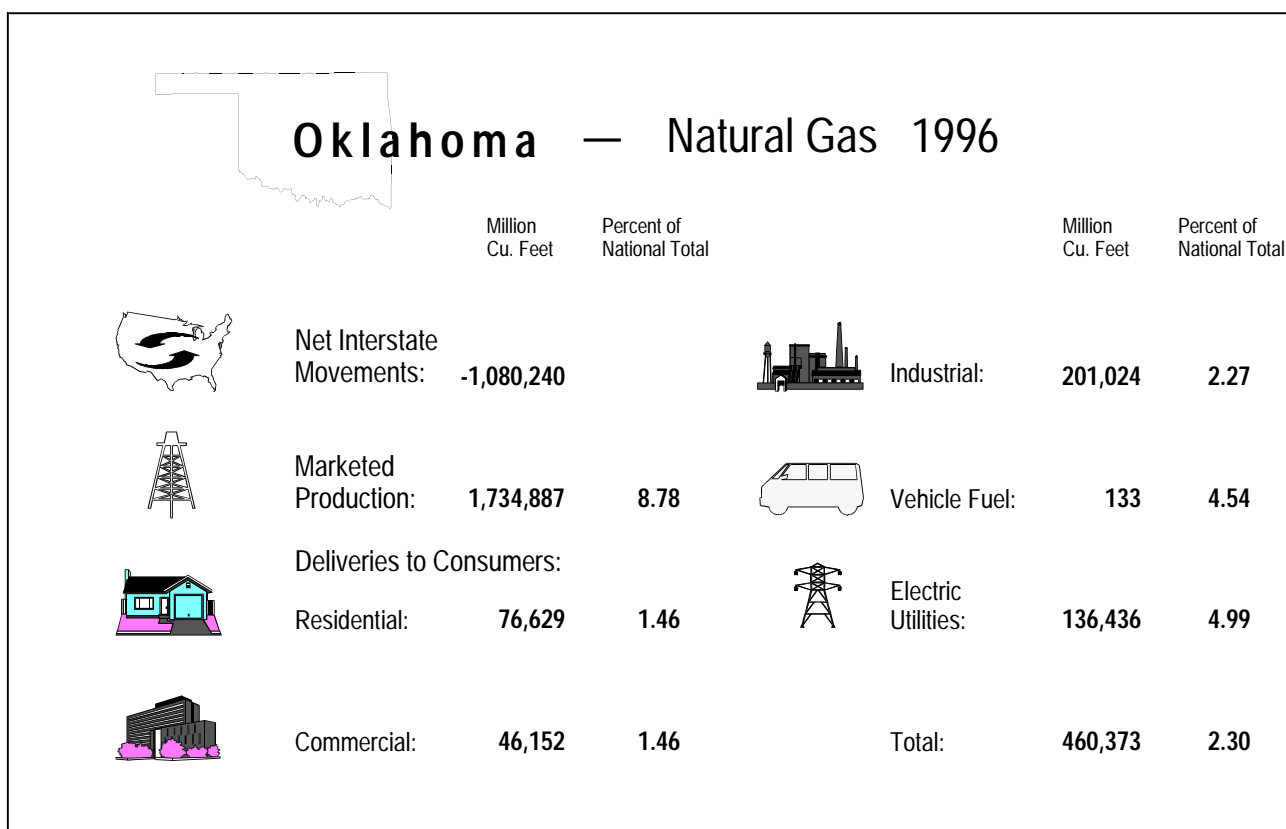 Oklahoma — Natural Gas 1996
Million Cu. Feet
Percent of National Total
Million Cu. Feet
Percent of National Total
Net Interstate
Movements: -1,080,240
Marketed
Production: 1,734,887 8.78
Deliveries to Consumers:
Residential: 76,629 1.46
Commercial: 46,152 1.46
Industrial: 201,024 2.27
Vehicle Fuel: 133 4.54
Electric
Utilities: 136,436 4.99
Total: 460,373 2.30